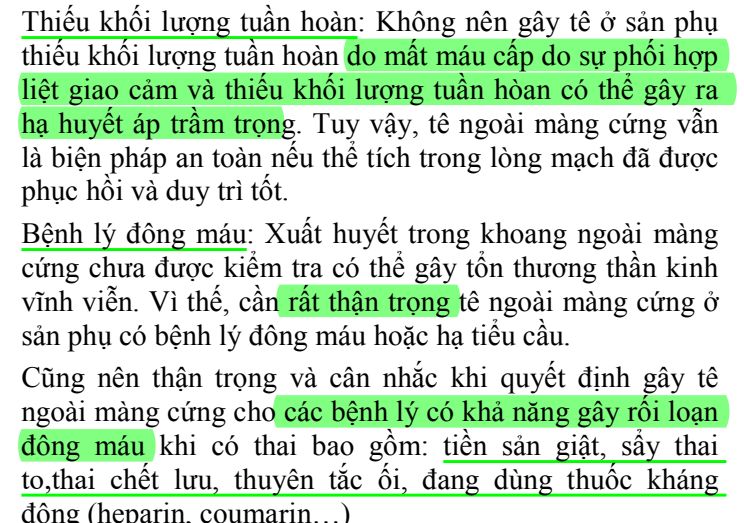 Thiếu khối lượng tuần hoàn: Không nên gây tê ở sản phụ
thiếu khối lượng tuần hoàn do mất máu cấp do sự phối hợp
liệt giao cảm và thiếu khối lượng tuần hòan có thể gây ra
hạ huyết áp trầm trọng. Tuy vậy, tê ngoài màng cứng vẫn
là biện pháp an toàn nếu thể tích trong lòng mạch đã được
phục hồi và duy trì tốt.
Bệnh lý đông máu: Xuất huyết trong khoang ngoài màng
cứng chưa được kiểm tra có thể gây tổn thương thần kinh
vĩnh viễn. Vì thế, cần rất thận trọng tê ngoài màng cứng ở
sản phụ có bệnh lý đông máu hoặc hạ tiểu cầu.
Cũng nên thận trọng và cân nhắc khi quyết định gây tê
ngoài màng cứng cho các bệnh lý có khả năng gây rối loạn
đông máu khi có thai bao gồm: tiền sản giật, sẩy thai
to,thai chết lưu, thuyên tắc ối, đang dùng thuốc kháng
đông (heparin, coumarin…)